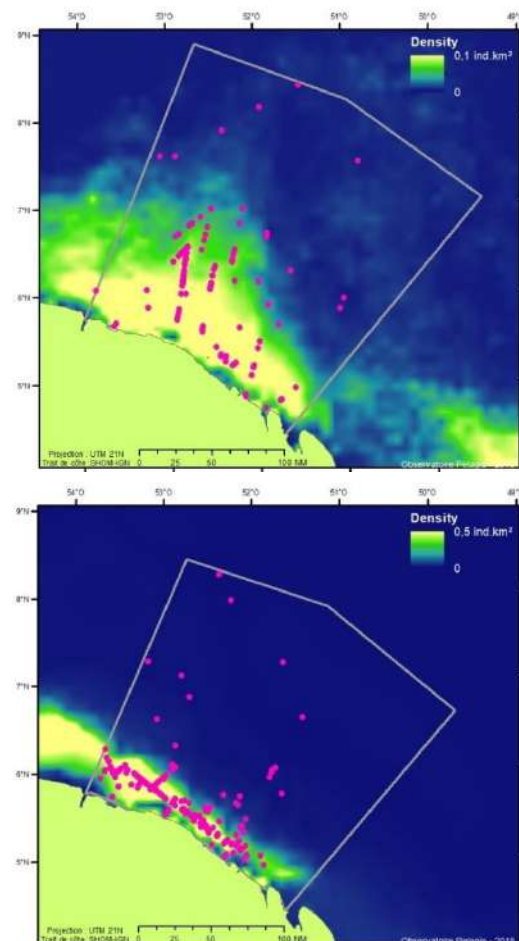 54°O 53°O 52°O 51°O 50°O 49°O
9°N
Density
0,1 ind.km²
0
8°N
7°N
6°N
5°N
Projection : UTM 21N
Trait de côte : SHOM-IGN
0 25 50 100 NM
Observatoire Pelagis
54°O 53°O 52°O 51°O 50°O 49°O
9°N
Density
0,5 ind.km²
0
8°N
7°N
6°N
5°N
Projection : UTM 21N
Trait de côte : SHOM-IGN
0 25 50 100 NM
Observatoire Pelagis